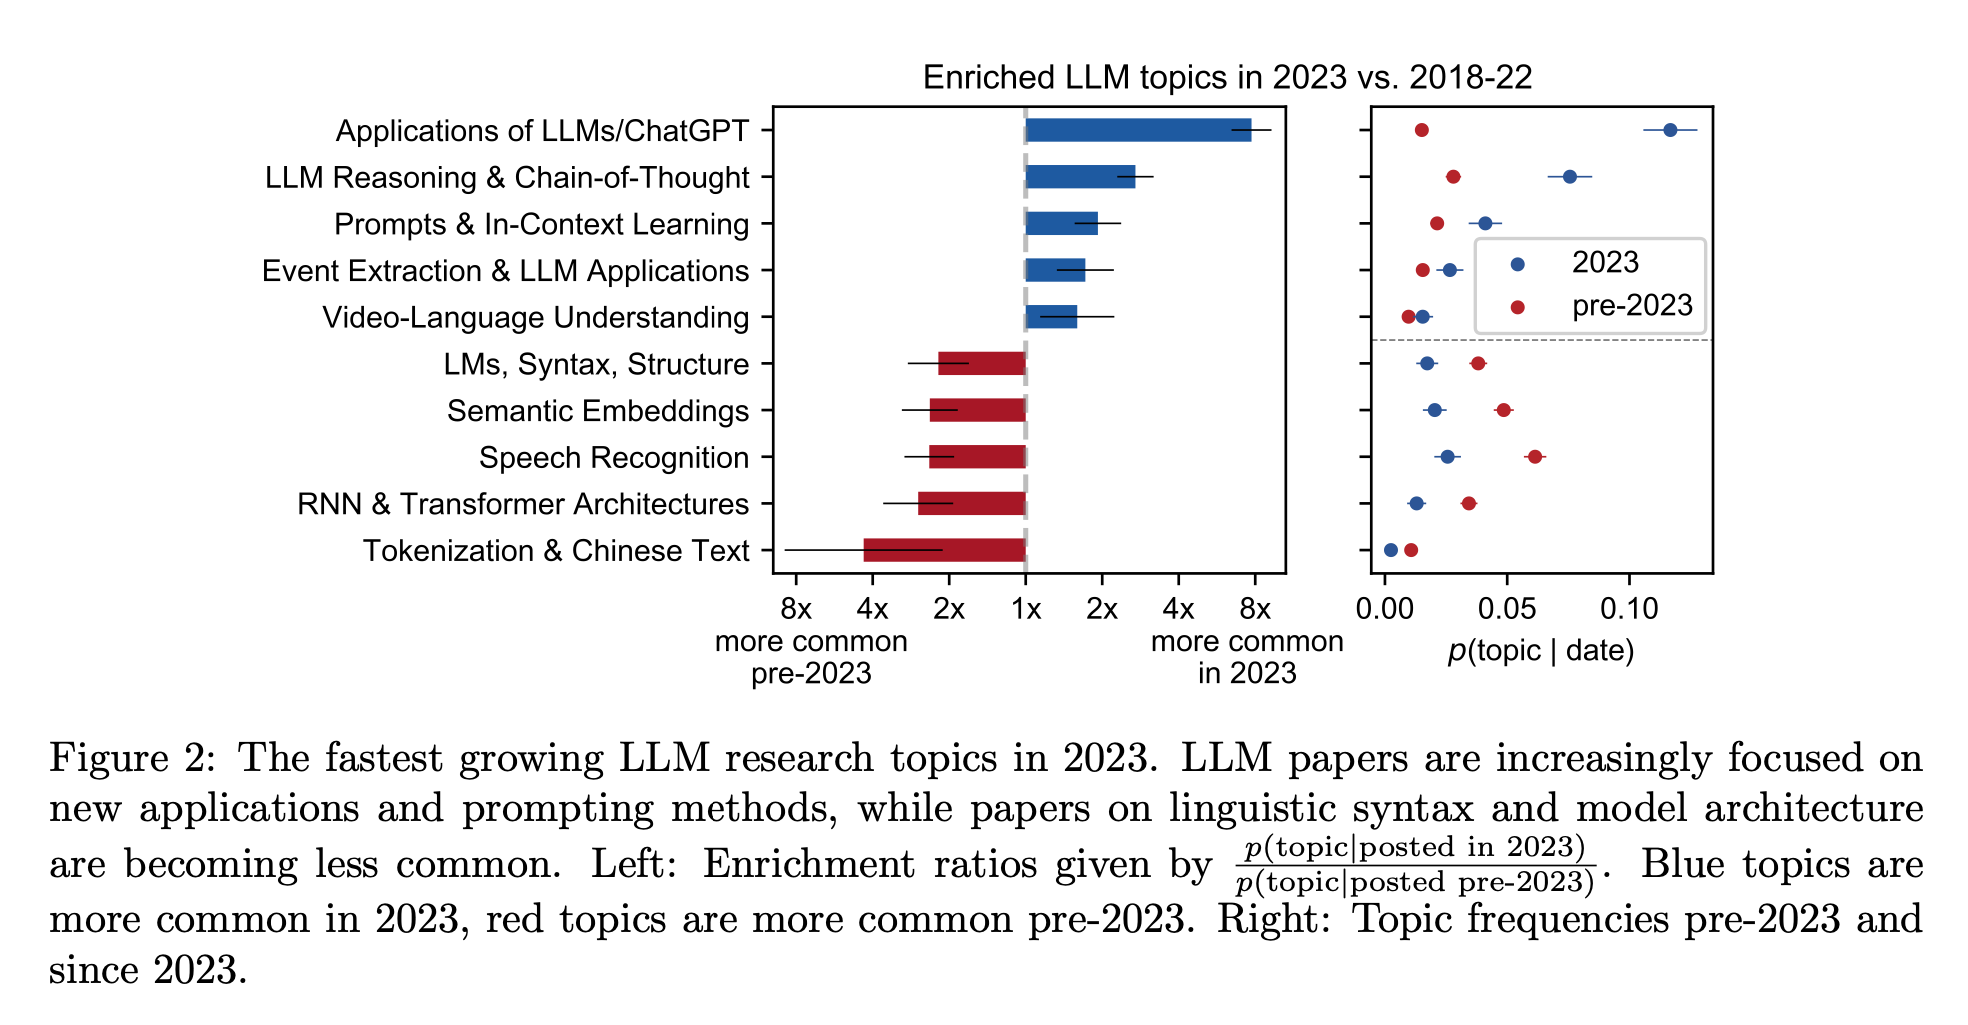 Enriched LLM topics in 2023 vs. 2018-22
Applications of LLMs/ChatGPT
LLM Reasoning & Chain-of-Thought
Prompts & In-Context Learning
Event Extraction & LLM Applications
Video-Language Understanding
LMs, Syntax, Structure
Semantic Embeddings
Speech Recognition
RNN & Transformer Architectures
Tokenization & Chinese Text
8x 4x 2x 1x 2x 4x 8x
more common
pre-2023
more common
in 2023
2023
pre-2023
0.00 0.05 0.10
p(topic | date)
Figure 2: The fastest growing LLM research topics in 2023. LLM papers are increasingly focused on
new applications and prompting methods, while papers on linguistic syntax and model architecture
are becoming less common. Left: Enrichment ratios given by p(topic|posted in 2023) / p(topic|posted pre-2023). Blue topics are
more common in 2023, red topics are more common pre-2023. Right: Topic frequencies pre-2023 and
since 2023.